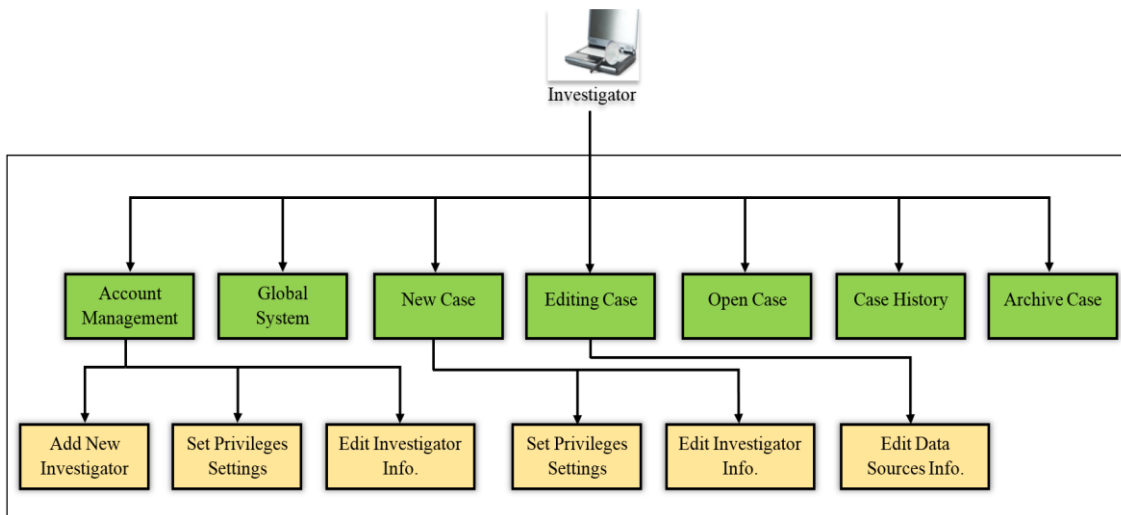 Investigator
Account
Management
Global
System
New Case
Editing Case
Open Case
Case History
Archive Case
Add New
Investigator
Set Privileges
Settings
Edit Investigator
Info.
Set Privileges
Settings
Edit Investigator
Info.
Edit Data
Sources Info.